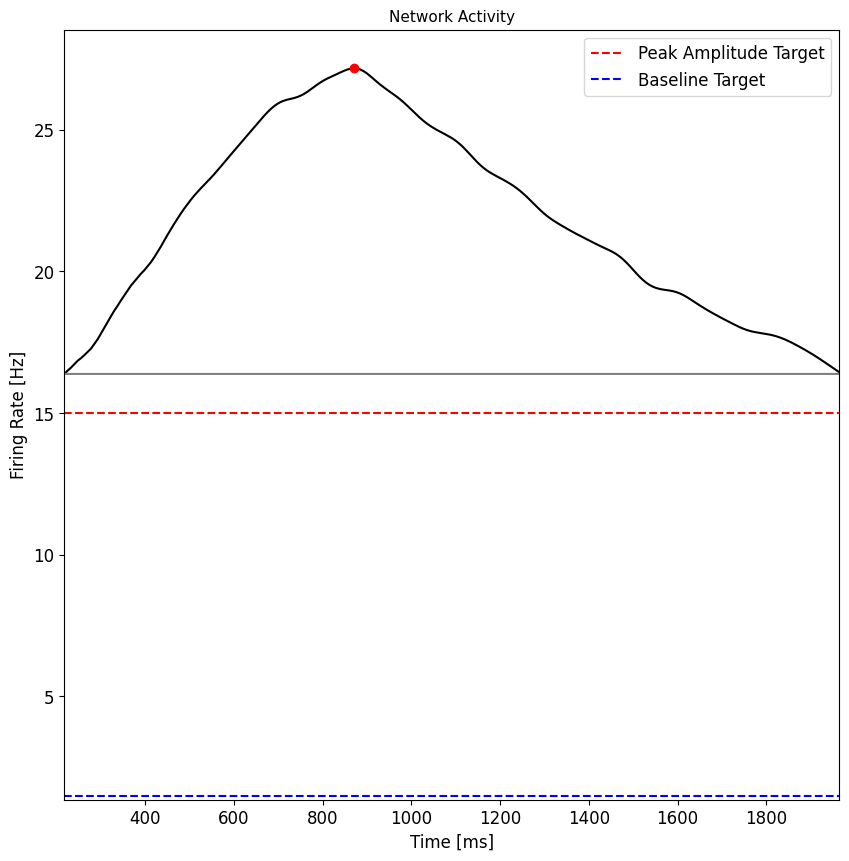 Network Activity
Peak Amplitude Target
Baseline Target
Firing Rate [Hz]
25
20
15
10
5
400 600 800 1000 1200 1400 1600 1800
Time [ms]